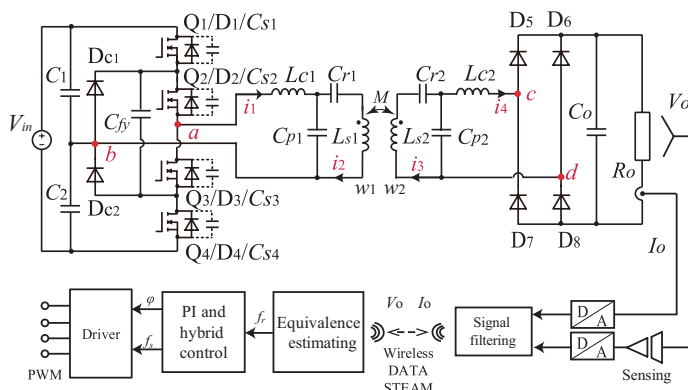 Q1/D1/Cs1
Dc1
Q2/D2/Cs2
C1
Cfy
Vin
a
b
C2
Dc2
Q3/D3/Cs3
Q4/D4/Cs4
Lc1
Cr1
i1
Cp1
Ls1
i2
w1
M
Cr2
Lc2
i4
Ls2
Cp2
i3
w2
D5
D6
c
d
Co
Ro
Vo
D7
D8
Io
PWM
Driver
φ
fs
PI and
hybrid
control
fr
Equivalence
estimating
Vo Io
Wireless
DATA
STEAM
Signal
filtering
D
A
D
A
Sensing